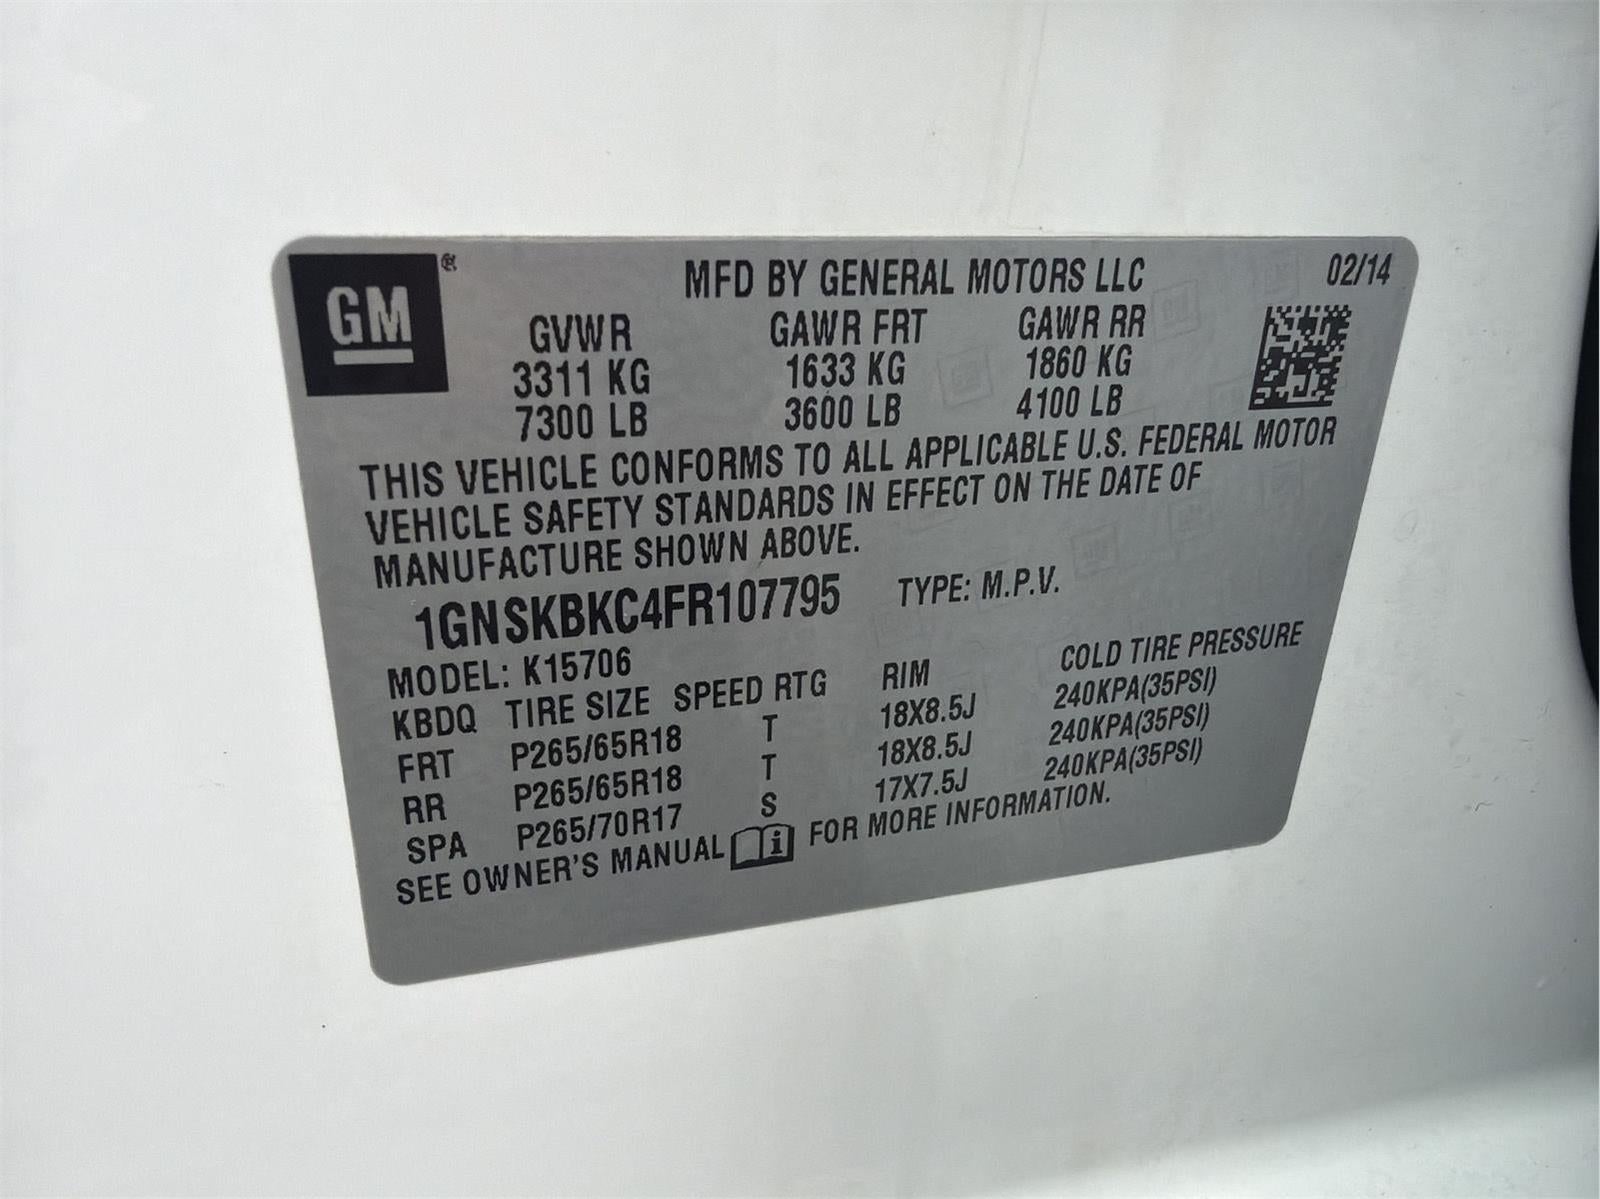 GM ®
MFD BY GENERAL MOTORS LLC 02/14
GVWR GAWR FRT GAWR RR
3311 KG 1633 KG 1860 KG
7300 LB 3600 LB 4100 LB
THIS VEHICLE CONFORMS TO ALL APPLICABLE U.S. FEDERAL MOTOR
VEHICLE SAFETY STANDARDS IN EFFECT ON THE DATE OF
MANUFACTURE SHOWN ABOVE.
1GNSKBKC4FR107795 TYPE: M.P.V.
MODEL: K15706
KBDQ TIRE SIZE SPEED RTG RIM COLD TIRE PRESSURE
FRT P265/65R18 T 18X8.5J 240KPA(35PSI)
RR P265/65R18 T 18X8.5J 240KPA(35PSI)
SPA P265/70R17 S 17X7.5J 240KPA(35PSI)
SEE OWNER'S MANUAL i FOR MORE INFORMATION.